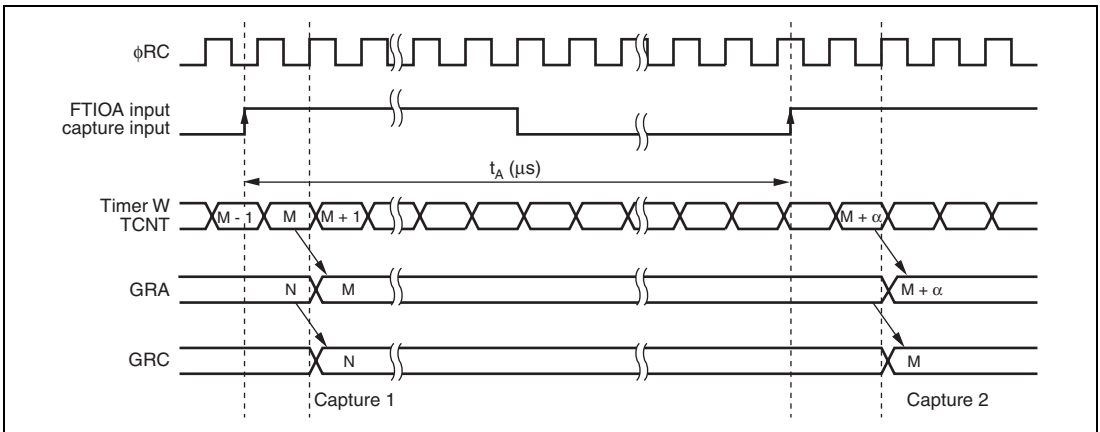 φRC
FTIOA input
capture input
t_A (μs)
Timer W
TCNT
M - 1
M
M + 1
M + α
GRA
N
M
M + α
GRC
N
M
Capture 1
Capture 2